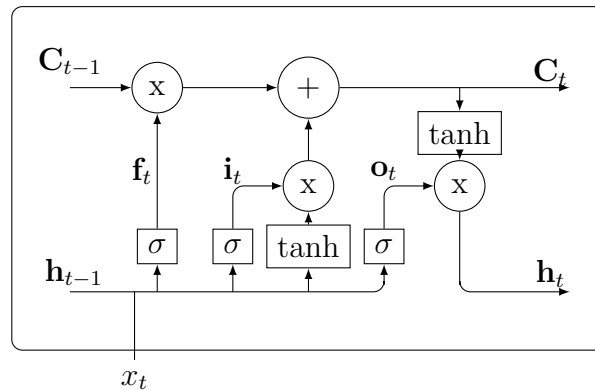 C_{t-1} x + C_t
tanh
f_t i_t x o_t x
σ σ tanh σ
h_{t-1} h_t
x_t